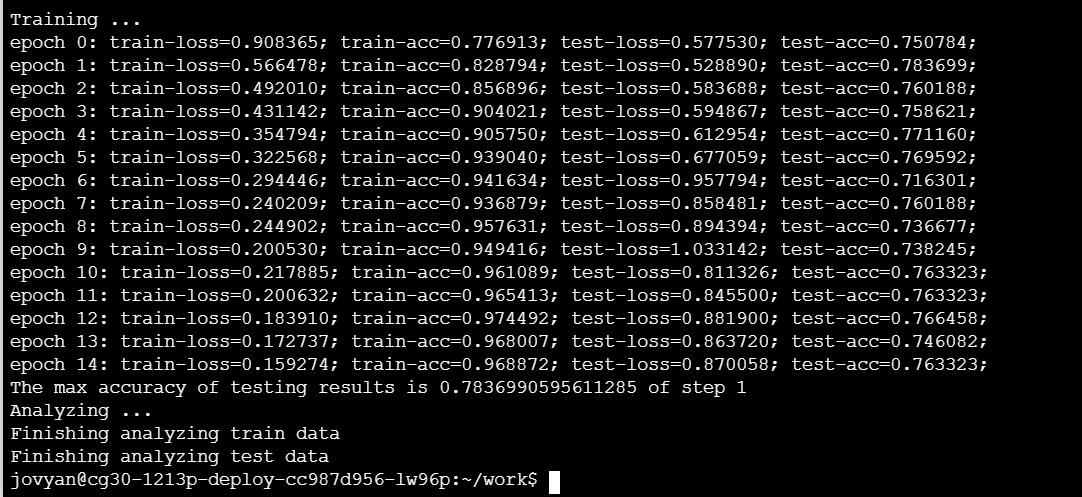 Training ...
epoch 0: train-loss=0.908365; train-acc=0.776913; test-loss=0.577530; test-acc=0.750784;
epoch 1: train-loss=0.566478; train-acc=0.828794; test-loss=0.528890; test-acc=0.783699;
epoch 2: train-loss=0.492010; train-acc=0.856896; test-loss=0.583688; test-acc=0.760188;
epoch 3: train-loss=0.431142; train-acc=0.904021; test-loss=0.594867; test-acc=0.758621;
epoch 4: train-loss=0.354794; train-acc=0.905750; test-loss=0.612954; test-acc=0.771160;
epoch 5: train-loss=0.322568; train-acc=0.939040; test-loss=0.677059; test-acc=0.769592;
epoch 6: train-loss=0.294446; train-acc=0.941634; test-loss=0.957794; test-acc=0.716301;
epoch 7: train-loss=0.240209; train-acc=0.936879; test-loss=0.858481; test-acc=0.760188;
epoch 8: train-loss=0.244902; train-acc=0.957631; test-loss=0.894394; test-acc=0.736677;
epoch 9: train-loss=0.200530; train-acc=0.949416; test-loss=1.033142; test-acc=0.738245;
epoch 10: train-loss=0.217885; train-acc=0.961089; test-loss=0.811326; test-acc=0.763323;
epoch 11: train-loss=0.200632; train-acc=0.965413; test-loss=0.845500; test-acc=0.763323;
epoch 12: train-loss=0.183910; train-acc=0.974492; test-loss=0.881900; test-acc=0.766458;
epoch 13: train-loss=0.172737; train-acc=0.968007; test-loss=0.863720; test-acc=0.746082;
epoch 14: train-loss=0.159274; train-acc=0.968872; test-loss=0.870058; test-acc=0.763323;
The max accuracy of testing results is 0.7836990595611285 of step 1
Analyzing ...
Finishing analyzing train data
Finishing analyzing test data
jovyan@cg30-1213p-deploy-cc987d956-lw96p:~/work$